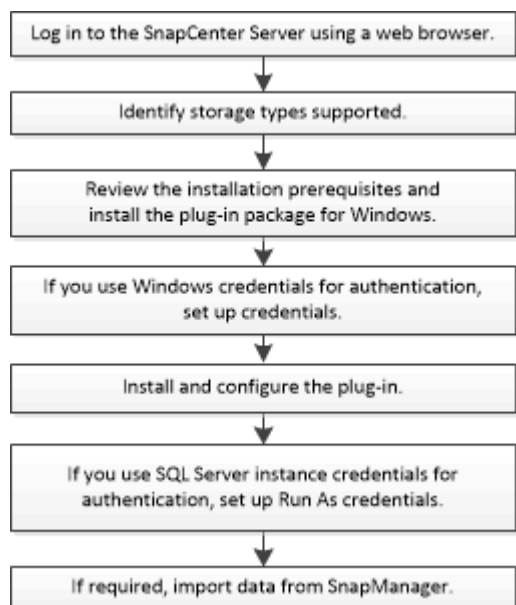 Log in to the SnapCenter Server using a web browser.
Identify storage types supported.
Review the installation prerequisites and
install the plug-in package for Windows.
If you use Windows credentials for authentication,
set up credentials.
Install and configure the plug-in.
If you use SQL Server instance credentials for
authentication, set up Run As credentials.
If required, import data from SnapManager.